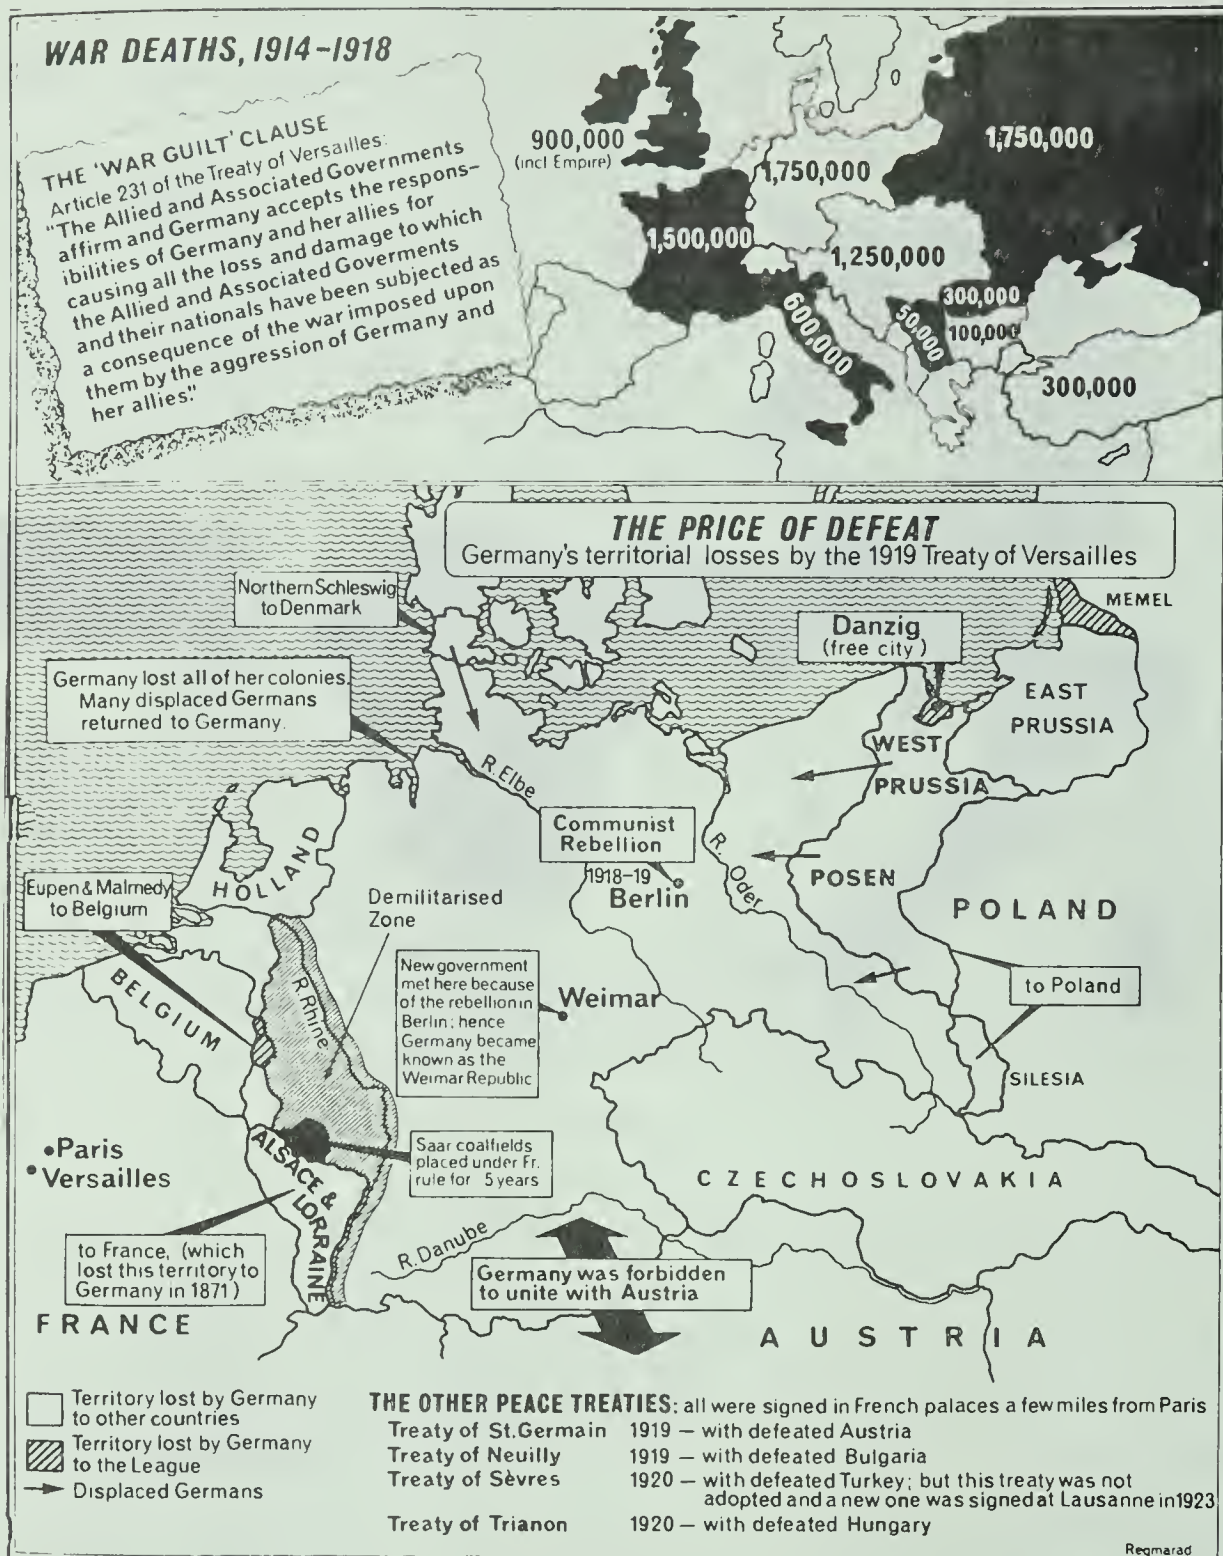 WAR DEATHS, 1914–1918
THE 'WAR GUILT' CLAUSE
Article 231 of the Treaty of Versailles:
"The Allied and Associated Governments
affirm and Germany accepts the respons–
ibilities of Germany and her allies for
causing all the loss and damage to which
the Allied and Associated Goverments
and their nationals have been subjected as
a consequence of the war imposed upon
them by the aggression of Germany and
her allies."
900,000
(incl Empire)
1,750,000
1,750,000
1,500,000
1,250,000
600,000
50,000
300,000
100,000
300,000
THE PRICE OF DEFEAT
Germany's territorial losses by the 1919 Treaty of Versailles
Northern Schleswig
to Denmark
MEMEL
Danzig
(free city)
Germany lost all of her colonies.
Many displaced Germans
returned to Germany.
EAST
PRUSSIA
WEST
PRUSSIA
R. Elbe
Communist
Rebellion
1918-19
Berlin
R. Oder
POSEN
POLAND
HOLLAND
Eupen & Malmedy
to Belgium
Demilitarised
Zone
BELGIUM
R. Rhine
New government
met here because
of the rebellion in
Berlin; hence
Germany became
known as the
Weimar Republic
Weimar
to Poland
SILESIA
Paris
Versailles
ALSACE &
LORRAINE
Saar coalfields
placed under Fr.
rule for 5 years
CZECHOSLOVAKIA
to France, (which
lost this territory to
Germany in 1871)
R. Danube
Germany was forbidden
to unite with Austria
FRANCE
AUSTRIA
Territory lost by Germany
to other countries
Territory lost by Germany
to the League
Displaced Germans
THE OTHER PEACE TREATIES: all were signed in French palaces a few miles from Paris
Treaty of St.Germain 1919 – with defeated Austria
Treaty of Neuilly 1919 – with defeated Bulgaria
Treaty of Sèvres 1920 – with defeated Turkey; but this treaty was not
adopted and a new one was signed at Lausanne in 1923
Treaty of Trianon 1920 – with defeated Hungary
Regmarad